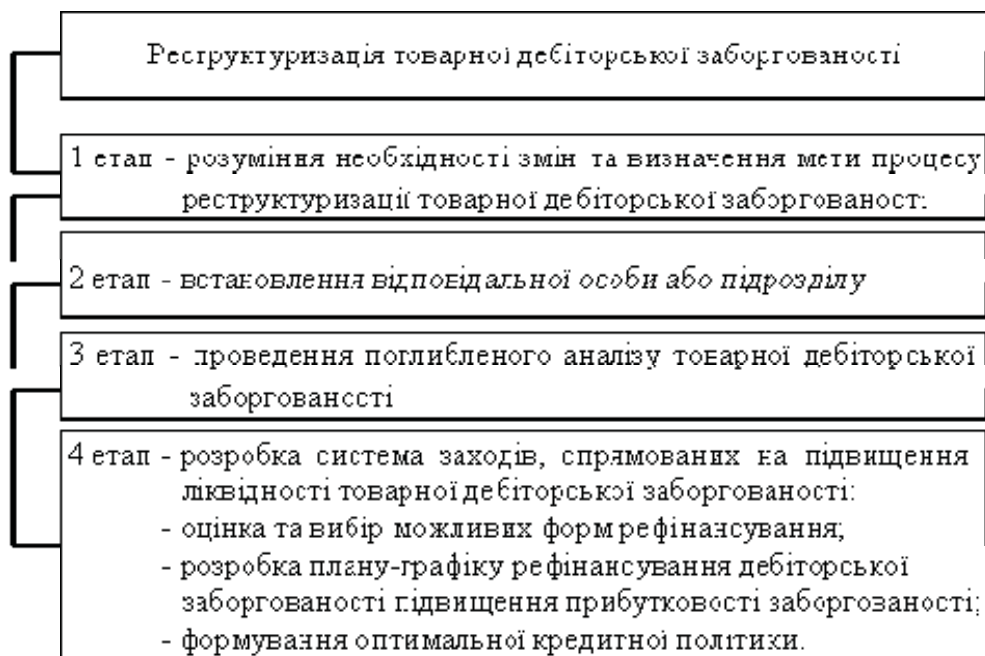 Реструктуризація товарної дебіторської заборгованості
1 етап - розуміння необхідності змін та визначення мети процесу
реструктуризації товарної дебіторської заборгованості.
2 етап - встановлення відповідальної особи або підрозділу
3 етап - проведення поглибленого аналізу товарної дебіторської
заборгованості
4 етап - розробка система заходів, спрямованих на підвищення
ліквідності товарної дебіторської заборгованості:
- оцінка та вибір можливих форм рефінансування;
- розробка плану-графіку рефінансування дебіторської
заборгованості підвищення прибутковості заборгованості;
- формування оптимальної кредитної політики.